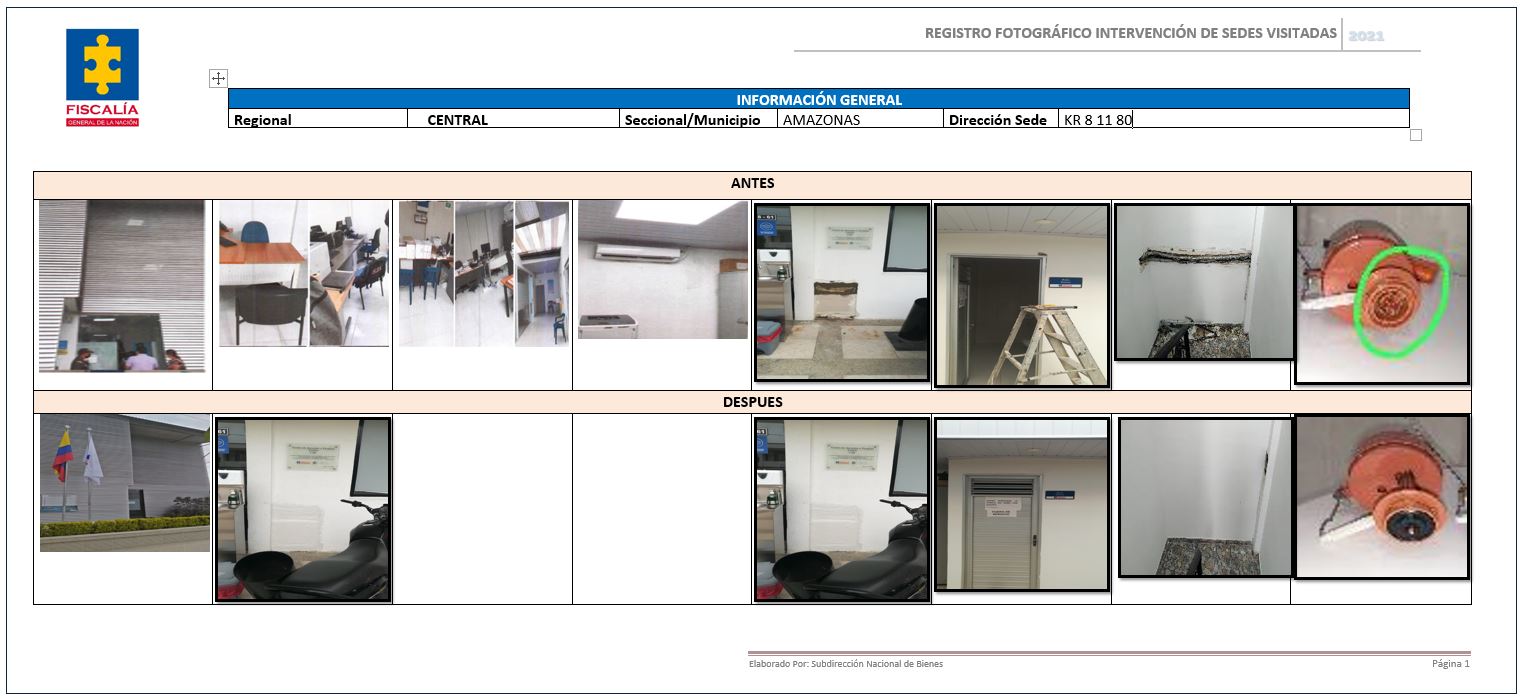 REGISTRO FOTOGRÁFICO INTERVENCIÓN DE SEDES VISITADAS 2021
FISCALÍA
GENERAL DE LA NACIÓN
INFORMACIÓN GENERAL
Regional CENTRAL Seccional/Municipio AMAZONAS Dirección Sede KR 8 11 80
ANTES
DESPUES
Elaborado Por: Subdirección Nacional de Bienes Página 1